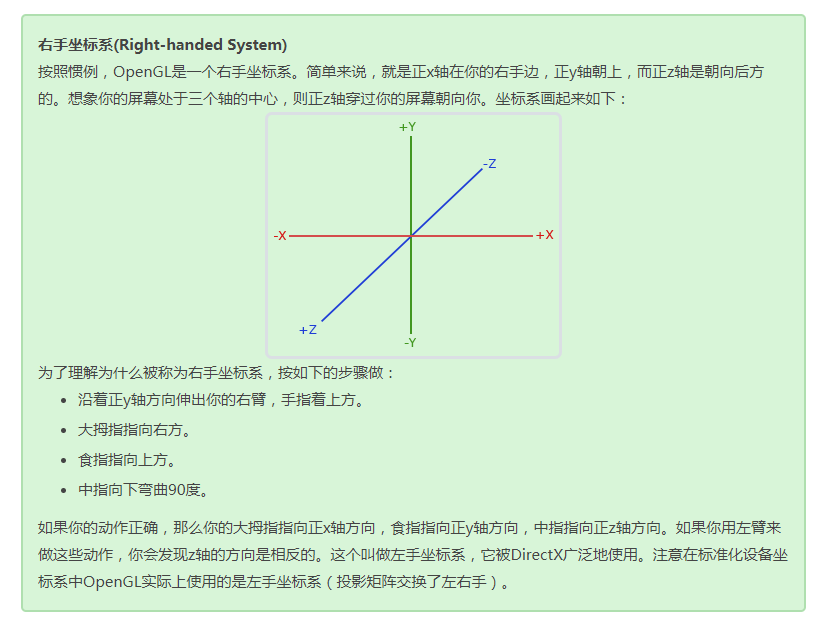 右手坐标系(Right-handed System)
按照惯例，OpenGL是一个右手坐标系。简单来说，就是正x轴在你的右手边，正y轴朝上，而正z轴是朝向后方
的。想象你的屏幕处于三个轴的中心，则正z轴穿过你的屏幕朝向你。坐标系画起来如下：
+Y
-Z
-X
+X
+Z
-Y
为了理解为什么被称为右手坐标系，按如下的步骤做：
• 沿着正y轴方向伸出你的右臂，手指着上方。
• 大拇指指向右方。
• 食指指向上方。
• 中指向下弯曲90度。
如果你的动作正确，那么你的大拇指指向正x轴方向，食指指向正y轴方向，中指指向正z轴方向。如果你用左臂来
做这些动作，你会发现z轴的方向是相反的。这个叫做左手坐标系，它被DirectX广泛地使用。注意在标准化设备坐
标系中OpenGL实际上使用的是左手坐标系（投影矩阵交换了左右手）。